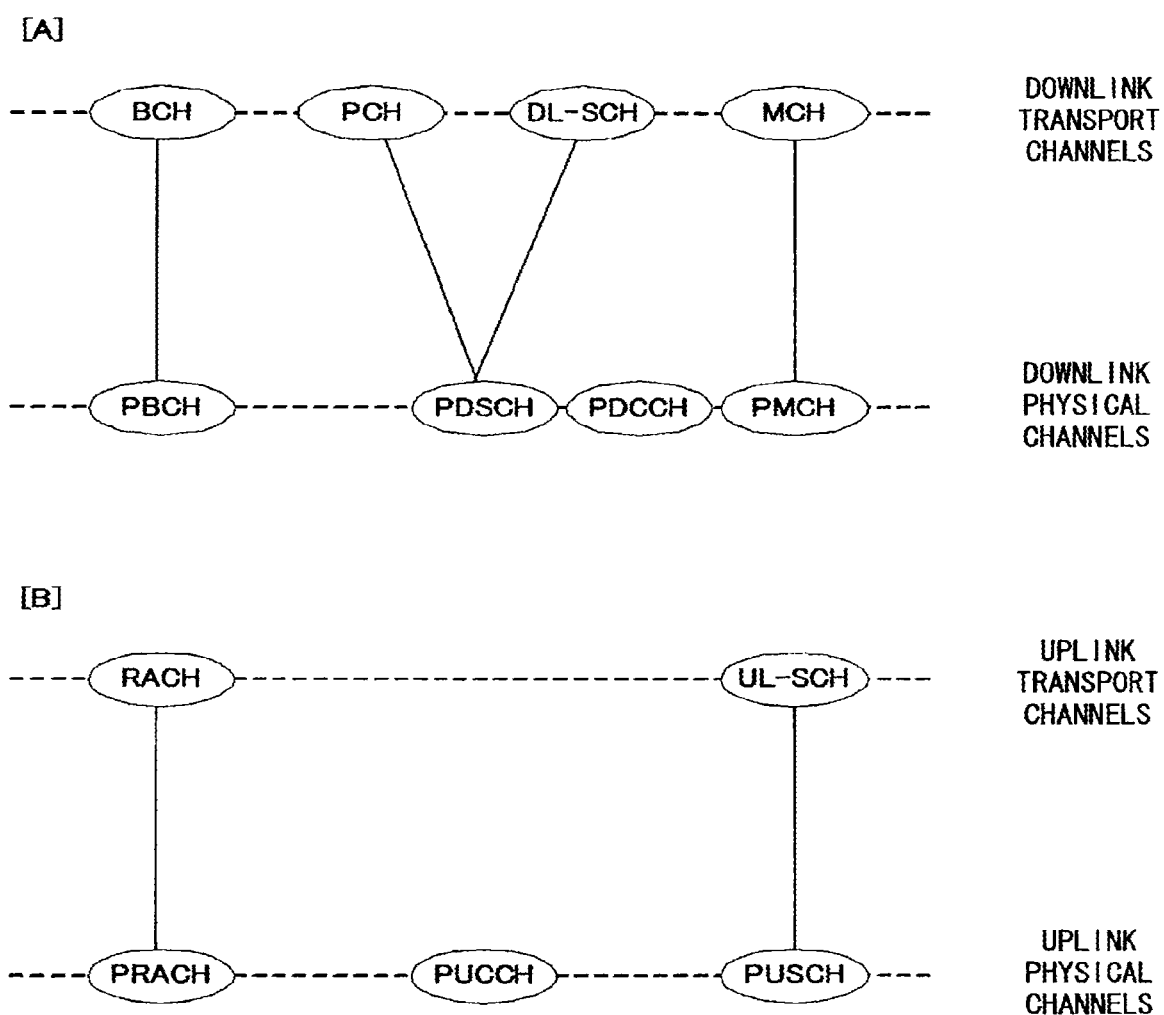 [A]
BCH
PCH
DL-SCH
MCH
DOWNLINK
TRANSPORT
CHANNELS
PBCH
PDSCH
PDCCH
PMCH
DOWNLINK
PHYSICAL
CHANNELS
[B]
RACH
UL-SCH
UPLINK
TRANSPORT
CHANNELS
PRACH
PUCCH
PUSCH
UPLINK
PHYSICAL
CHANNELS